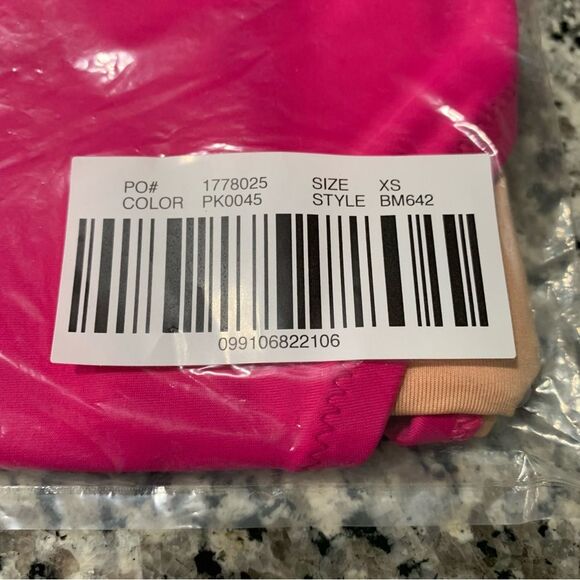 PO# 1778025 SIZE XS
COLOR PK0045 STYLE BM642
099106822106